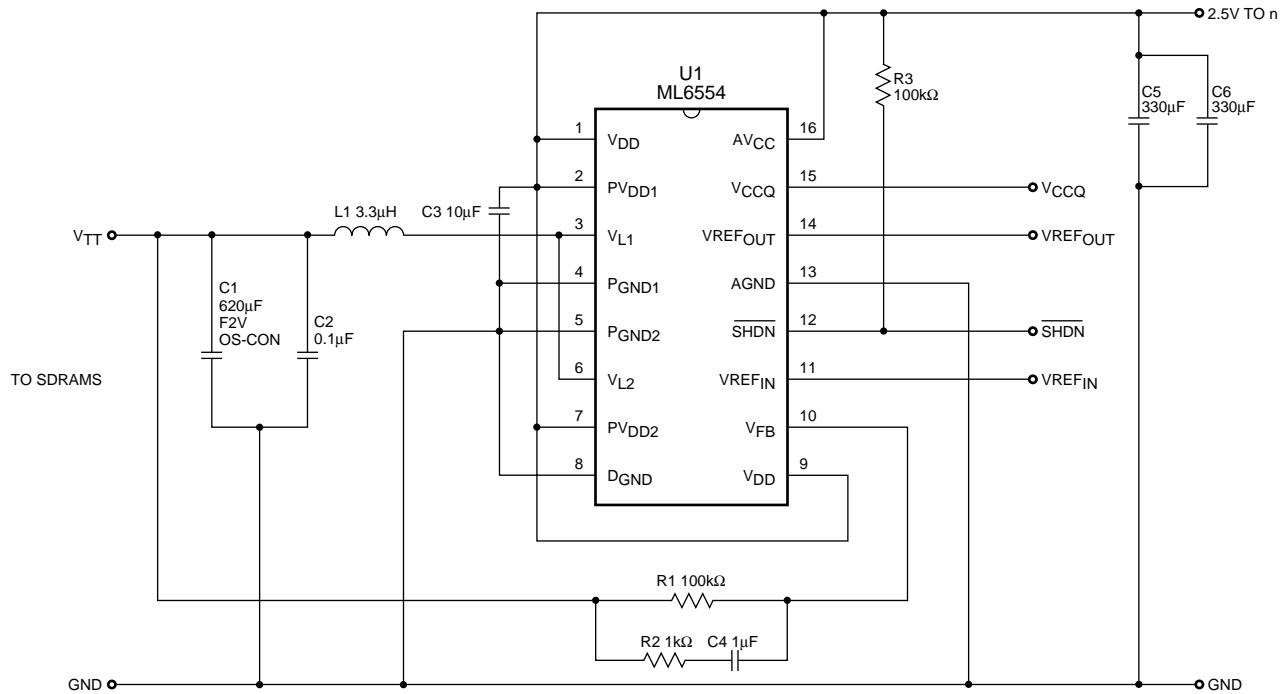 2.5V TO n
U1
ML6554
R3
100kΩ
C5
330µF
C6
330µF
1
VDD
16
AVCC
2
PVDD1
15
VCCQ
VCCQ
VTT
L1 3.3µH
C3 10µF
3
VL1
14
VREFOUT
VREFOUT
4
PGND1
13
AGND
C1
620µF
F2V
OS-CON
C2
0.1µF
5
PGND2
12
SHDN
SHDN
TO SDRAMS
6
VL2
11
VREFIN
VREFIN
7
PVDD2
10
VFB
8
DGND
9
VDD
R1 100kΩ
R2 1kΩ
C4 1µF
GND
GND